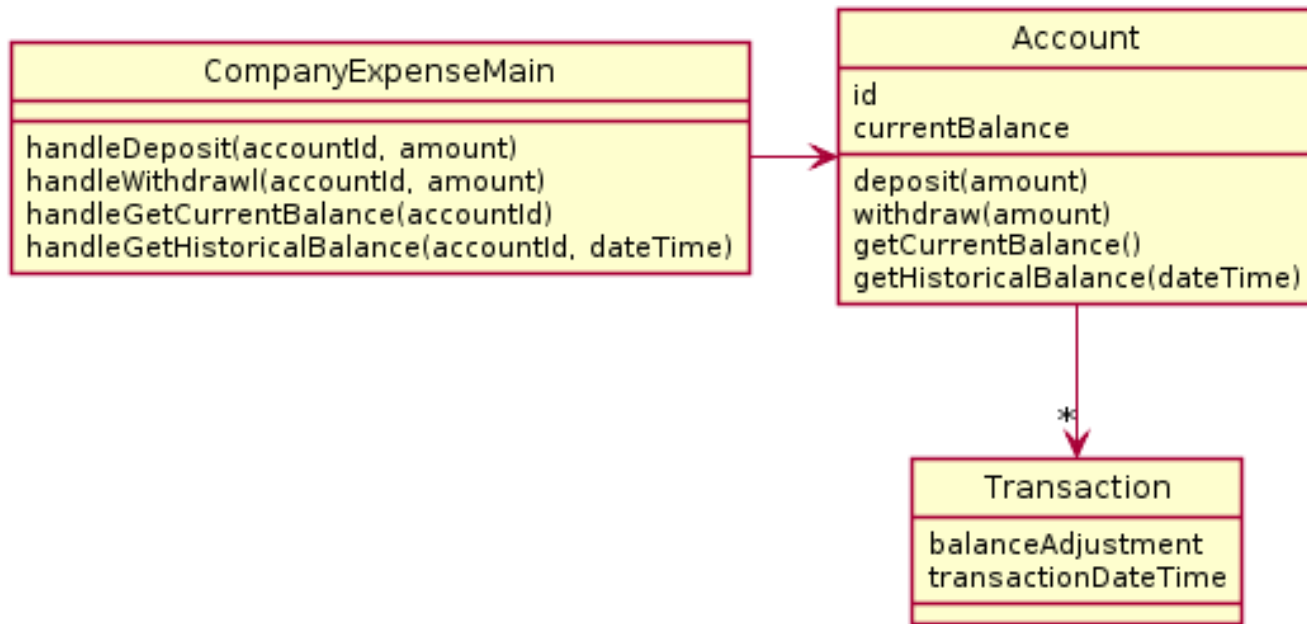 CompanyExpenseMain
handleDeposit(accountId, amount)
handleWithdrawl(accountId, amount)
handleGetCurrentBalance(accountId)
handleGetHistoricalBalance(accountId, dateTime)
Account
id
currentBalance
deposit(amount)
withdraw(amount)
getCurrentBalance()
getHistoricalBalance(dateTime)
*
Transaction
balanceAdjustment
transactionDateTime